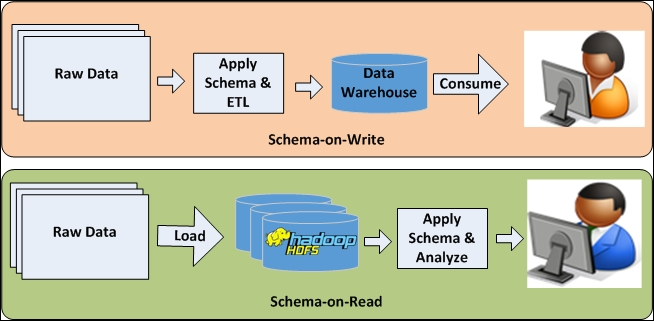 Raw Data
Apply
Schema &
ETL
Data
Warehouse
Consume
Schema-on-Write
Raw Data
Load
hadoop
HDFS
Apply
Schema &
Analyze
Schema-on-Read